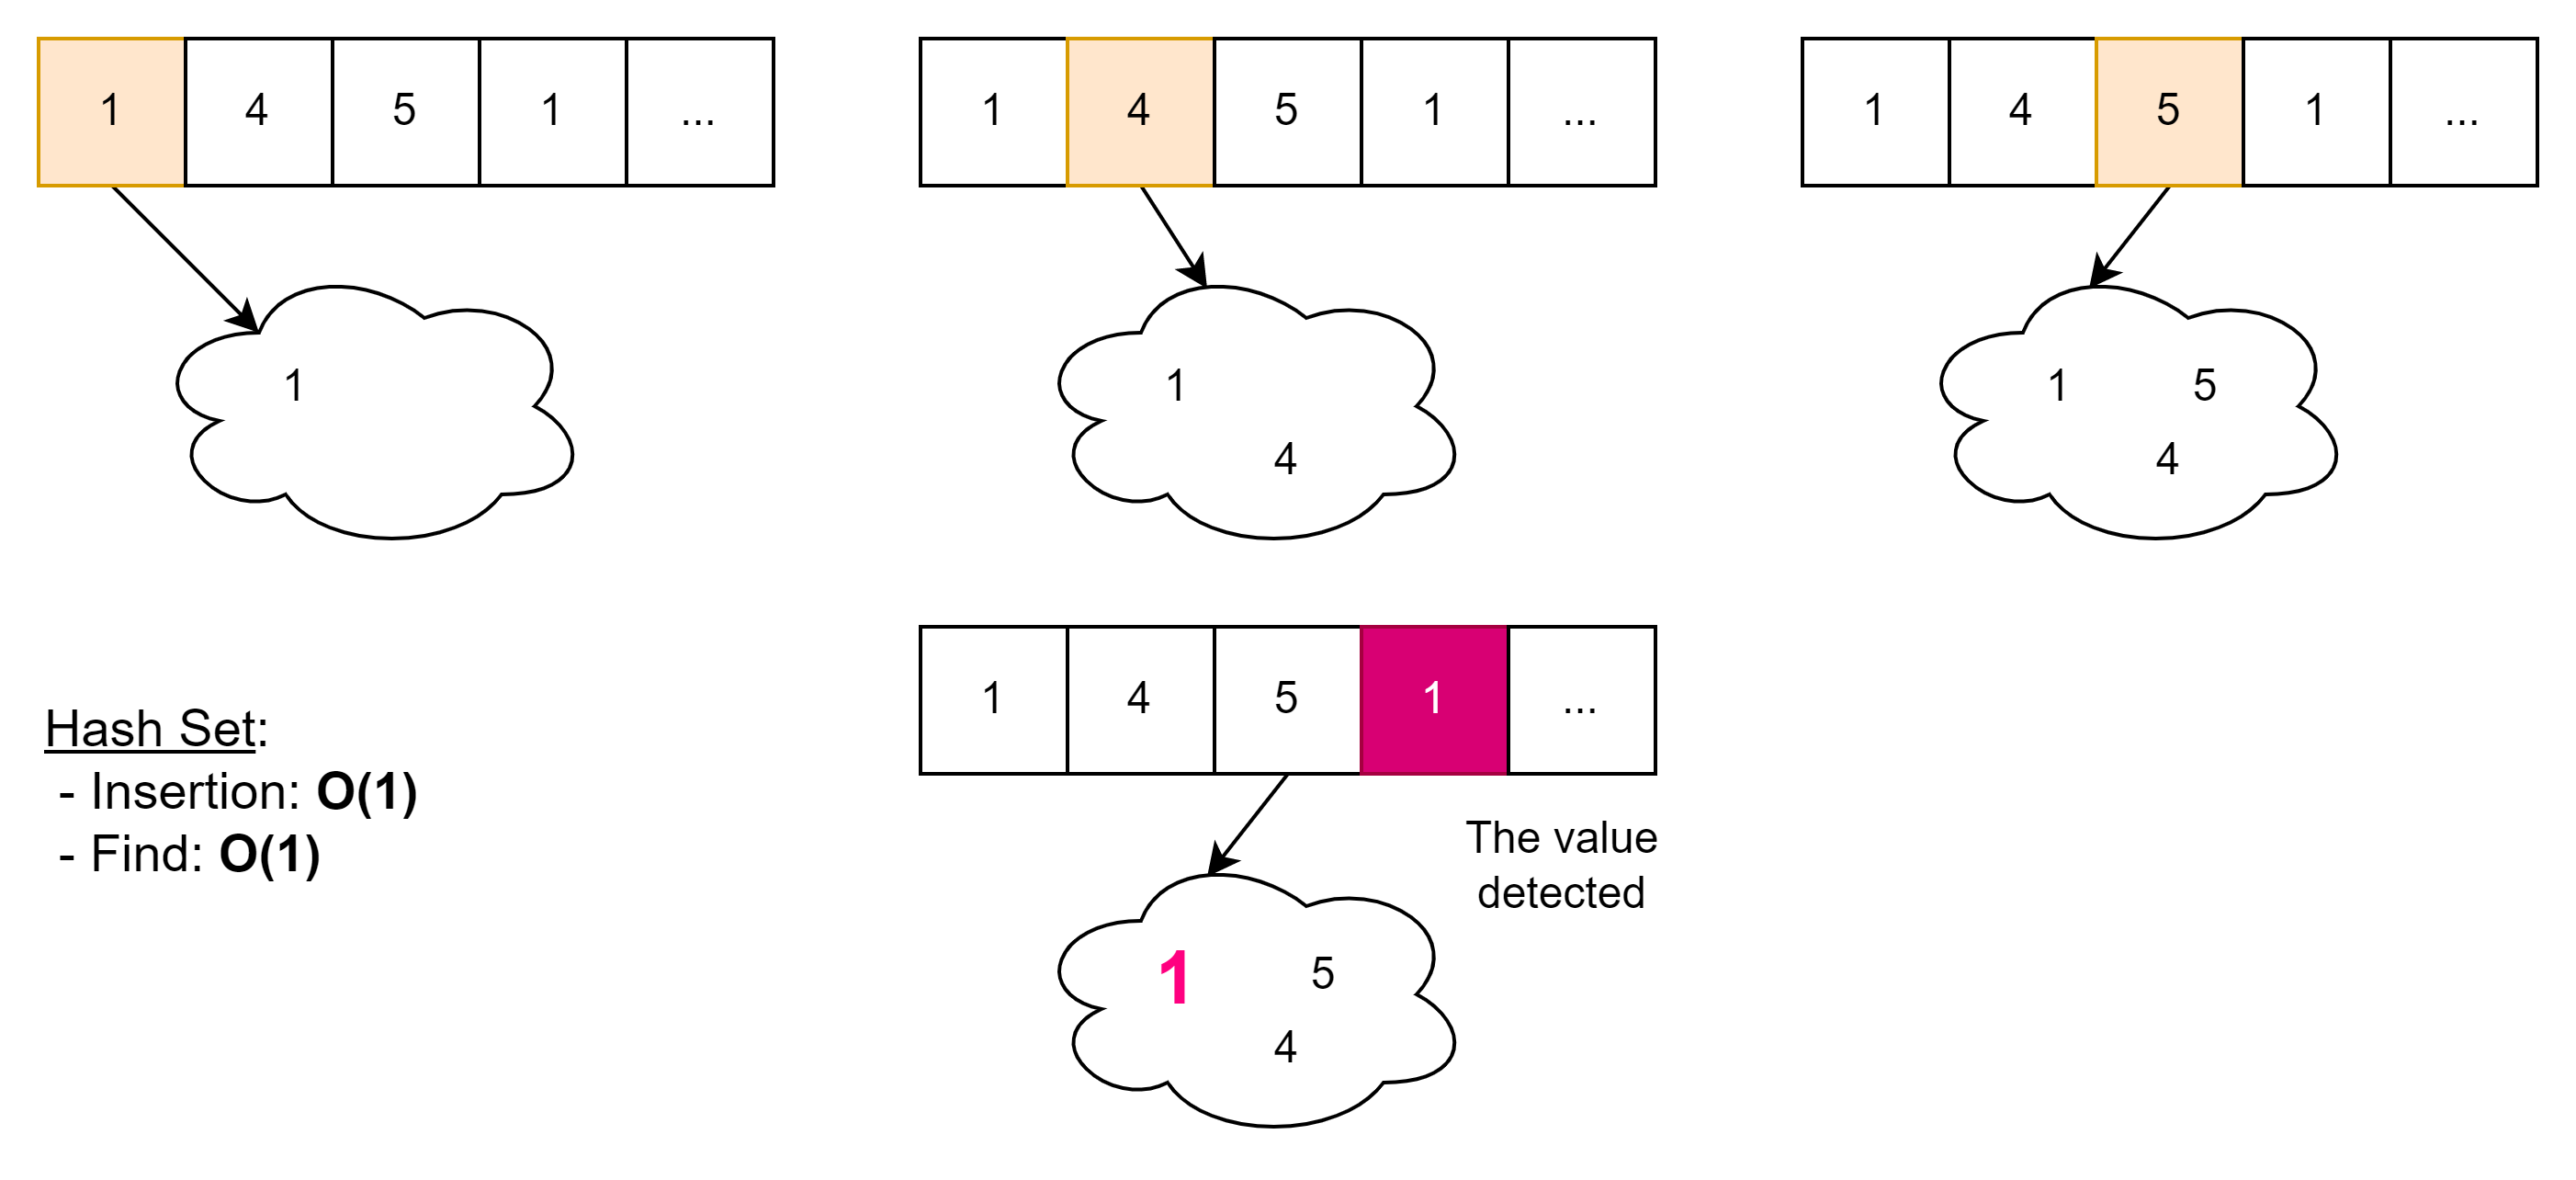 1 4 5 1 ...
1 4 5 1 ...
1 4 5 1 ...
1
1
1 5
4
4
1 4 5 1 ...
Hash Set:
- Insertion: O(1)
- Find: O(1)
The value
detected
1 5
4